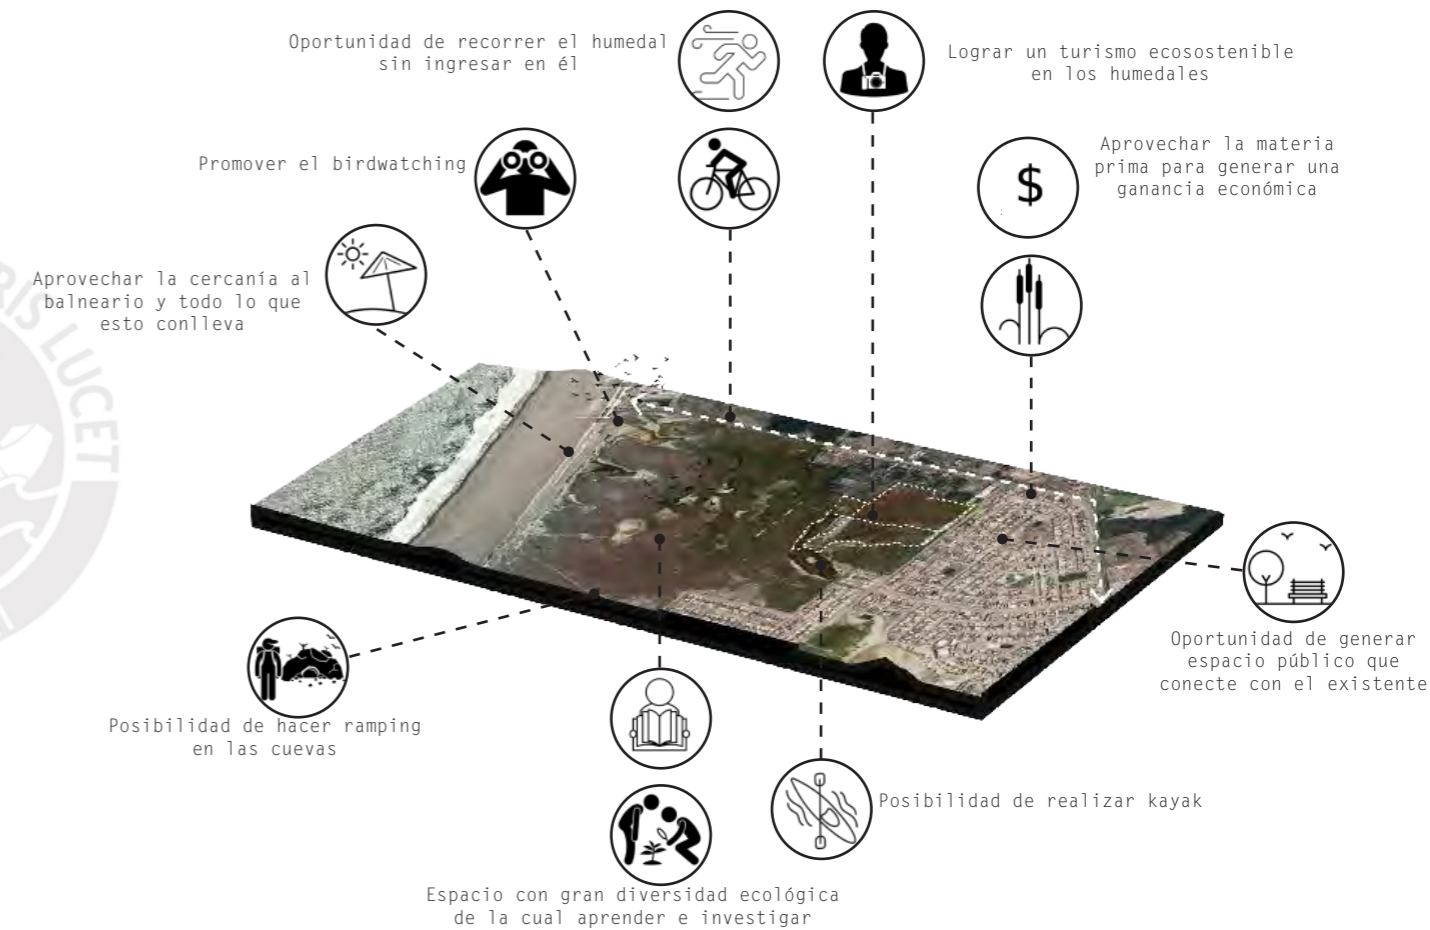 Oportunidad de recorrer el humedal
sin ingresar en él
Lograr un turismo ecosostenible
en los humedales
Promover el birdwatching
$
Aprovechar la materia
prima para generar una
ganancia económica
Aprovechar la cercanía al
balneario y todo lo que
esto conlleva
RIS LUCET
Oportunidad de generar
espacio público que
conecte con el existente
Posibilidad de hacer ramping
en las cuevas
Posibilidad de realizar kayak
Espacio con gran diversidad ecológica
de la cual aprender e investigar